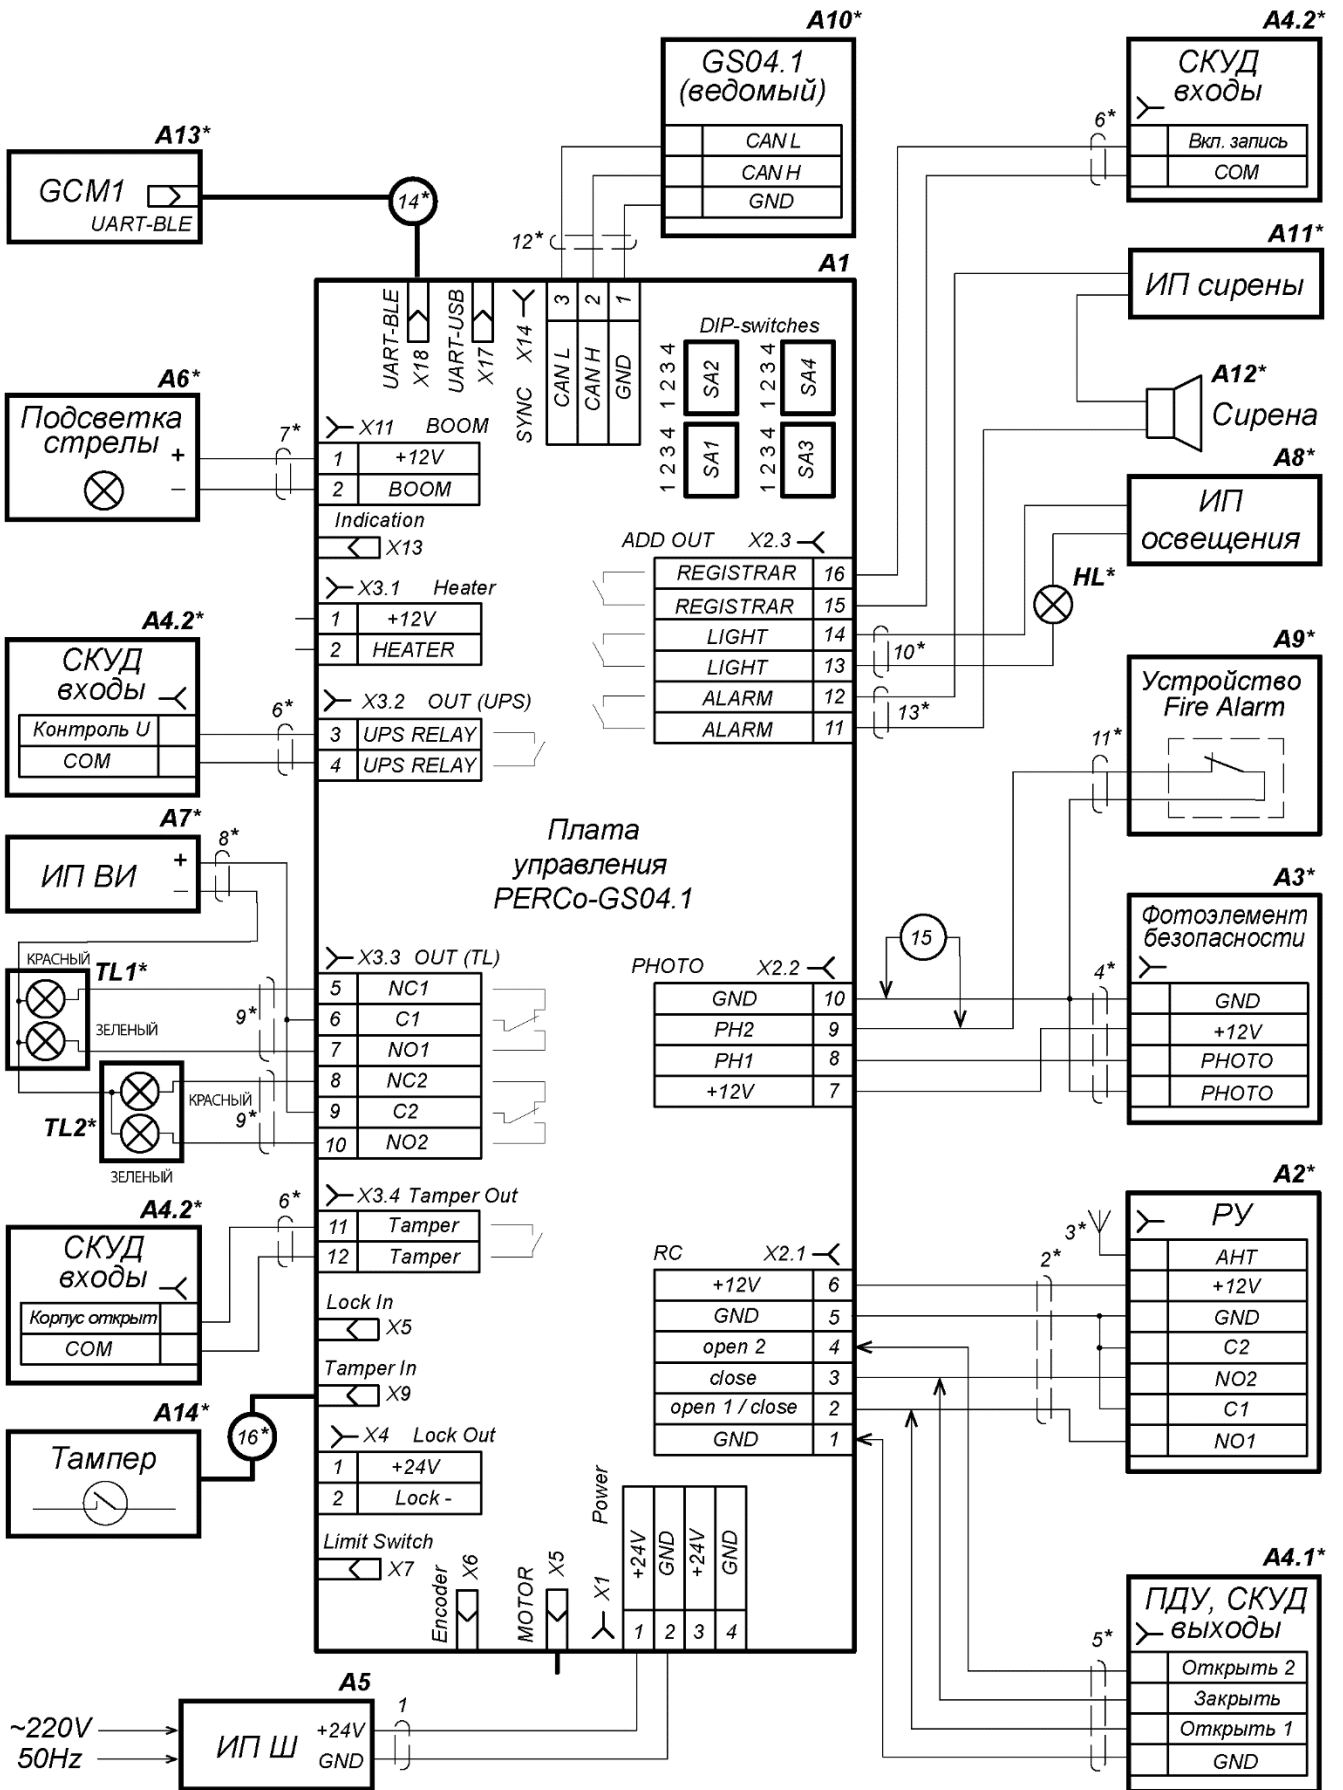 A10*
GS04.1
(ведомый)
CAN L
CAN H
GND
12*
A4.2*
СКУД
входы
6*
Вкл. запись
COM
A13*
GCM1
UART-BLE
14*
A11*
ИП сирены
A12*
Сирена
A1
UART-BLE
X18
UART-USB
X17
SYNC X14
3 2 1
CAN L
CAN H
GND
DIP-switches
1 2 3 4
SA2
1 2 3 4
SA4
1 2 3 4
SA1
1 2 3 4
SA3
A6*
Подсветка
стрелы
+
–
7*
X11 BOOM
1 +12V
2 BOOM
Indication
X13
X3.1 Heater
1 +12V
2 HEATER
A4.2*
СКУД
входы
Контроль U
COM
6*
X3.2 OUT (UPS)
3 UPS RELAY
4 UPS RELAY
ADD OUT X2.3
REGISTRAR 16
REGISTRAR 15
LIGHT 14
LIGHT 13
ALARM 12
ALARM 11
10*
13*
A8*
ИП
освещения
HL*
A9*
Устройство
Fire Alarm
11*
A7*
ИП ВИ
+
–
8*
Плата
управления
PERCo-GS04.1
КРАСНЫЙ
TL1*
ЗЕЛЕНЫЙ
9*
КРАСНЫЙ
TL2*
9*
ЗЕЛЕНЫЙ
X3.3 OUT (TL)
5 NC1
6 C1
7 NO1
8 NC2
9 C2
10 NO2
15
PHOTO X2.2
GND 10
PH2 9
PH1 8
+12V 7
A3*
Фотоэлемент
безопасности
4*
GND
+12V
PHOTO
PHOTO
A4.2*
СКУД
входы
Корпус открыт
COM
6*
X3.4 Tamper Out
11 Tamper
12 Tamper
Lock In
X5
Tamper In
X9
A14*
Тампер
16*
X4 Lock Out
1 +24V
2 Lock -
Limit Switch
X7
Encoder
X6
MOTOR
X5
X1 Power
+24V
GND
+24V
GND
1 2 3 4
RC X2.1
+12V 6
GND 5
open 2 4
close 3
open 1 / close 2
GND 1
A2*
РУ
3*
2*
АНТ
+12V
GND
C2
NO2
C1
NO1
A4.1*
ПДУ, СКУД
выходы
5*
Открыть 2
Закрыть
Открыть 1
GND
A5
~220V
50Hz
ИП Ш
+24V
GND
1